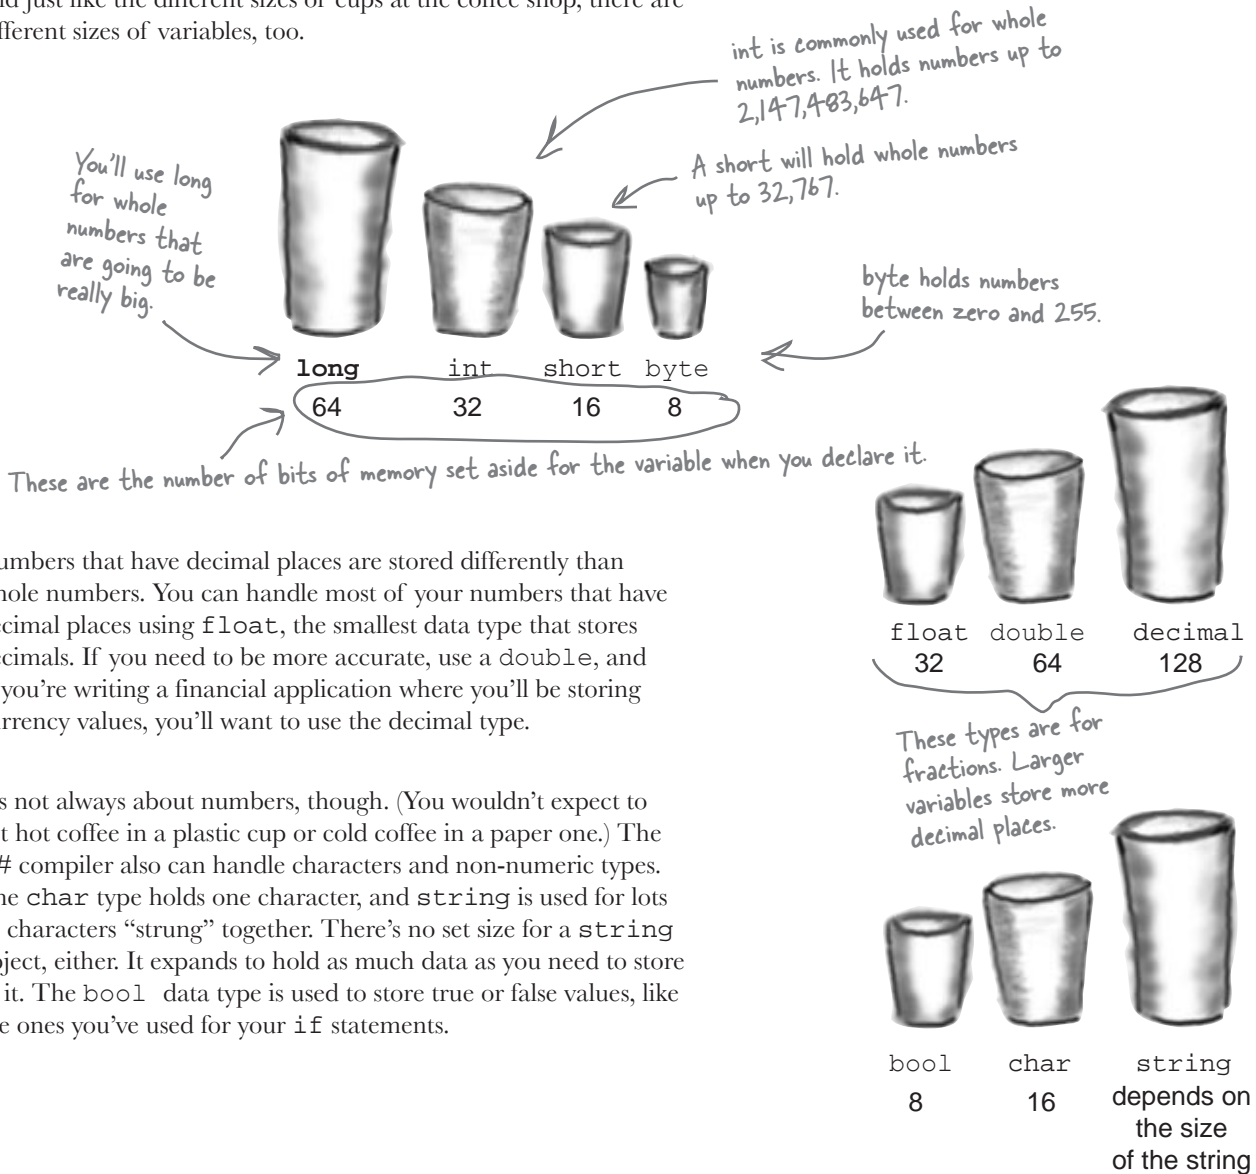 d just like the different sizes of cups at the coffee shop, there are
fferent sizes of variables, too.
int is commonly used for whole
numbers. It holds numbers up to
2,147,483,647.
A short will hold whole numbers
up to 32,767.
You'll use long
for whole
numbers that
are going to be
really big.
byte holds numbers
between zero and 255.
long int short byte
64 32 16 8
These are the number of bits of memory set aside for the variable when you declare it.
umbers that have decimal places are stored differently than
hole numbers. You can handle most of your numbers that have
ecimal places using float, the smallest data type that stores
ecimals. If you need to be more accurate, use a double, and
you're writing a financial application where you'll be storing
rrency values, you'll want to use the decimal type.
float double decimal
32 64 128
These types are for
fractions. Larger
variables store more
decimal places.
s not always about numbers, though. (You wouldn't expect to
t hot coffee in a plastic cup or cold coffee in a paper one.) The
# compiler also can handle characters and non-numeric types.
he char type holds one character, and string is used for lots
characters “strung” together. There's no set size for a string
ject, either. It expands to hold as much data as you need to store
it. The bool data type is used to store true or false values, like
e ones you've used for your if statements.
bool char string
8 16 depends on
the size
of the string